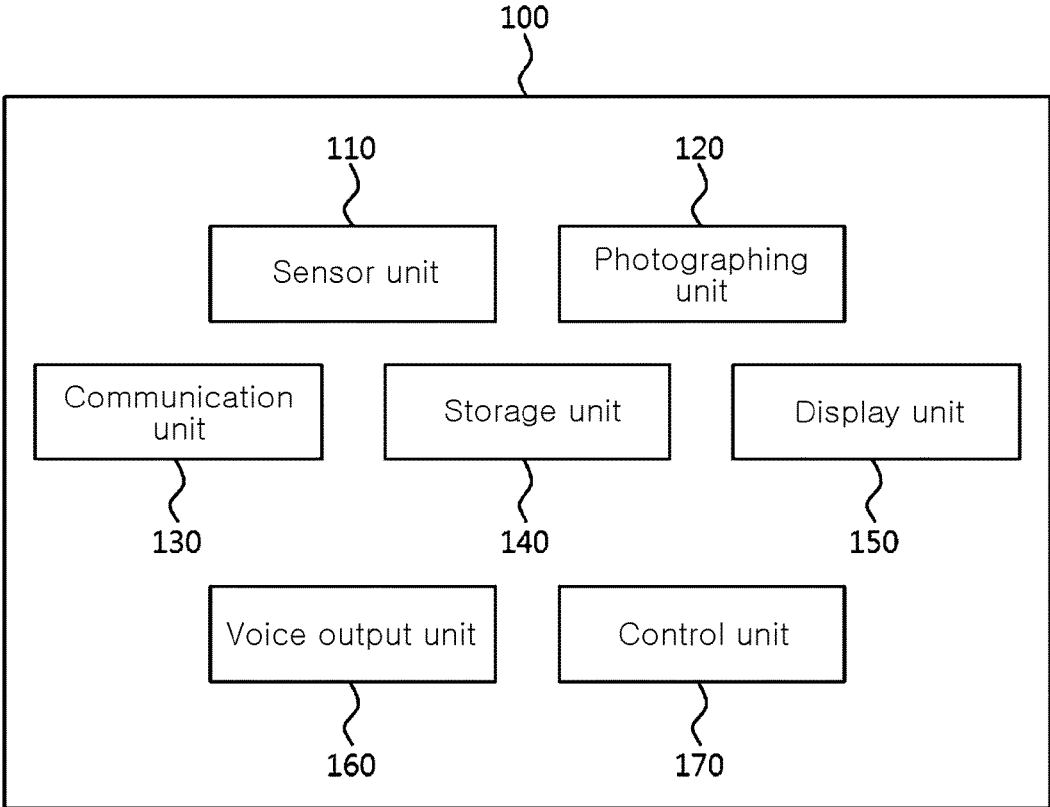 100
110
120
Sensor unit
Photographing
unit
Communication
unit
Storage unit
Display unit
130
140
150
Voice output unit
Control unit
160
170